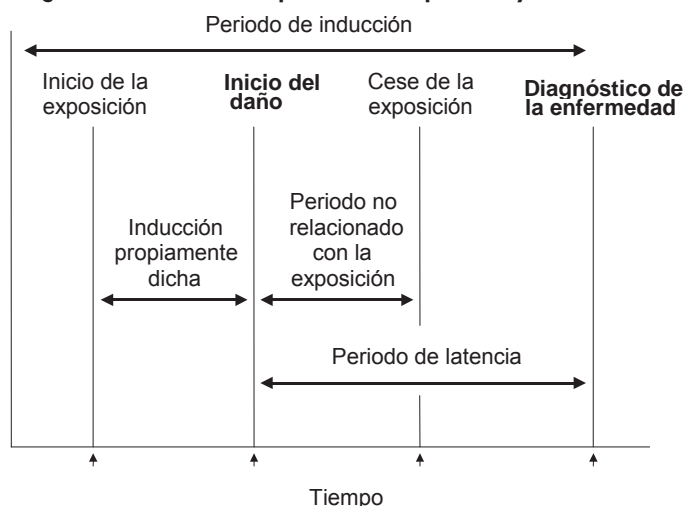 Periodo de inducción
Inicio de la
exposición
Inicio del
daño
Cese de la
exposición
Diagnóstico de
la enfermedad
Inducción
propiamente
dicha
Periodo no
relacionado
con la
exposición
Periodo de latencia
Tiempo